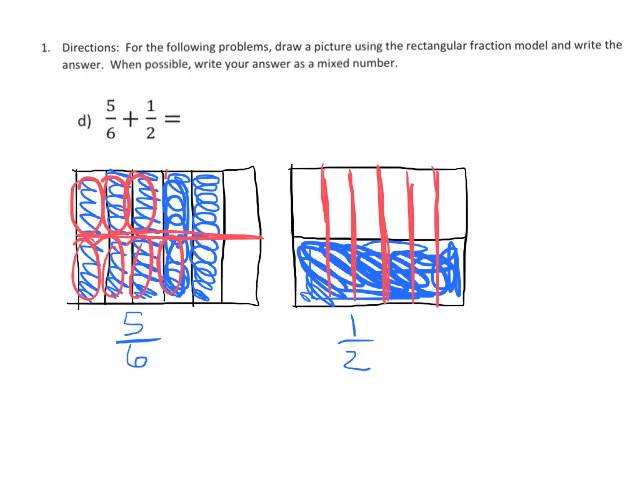 1. Directions: For the following problems, draw a picture using the rectangular fraction model and write the
answer. When possible, write your answer as a mixed number.
d) 5/6 + 1/2 =
5/6
1/2